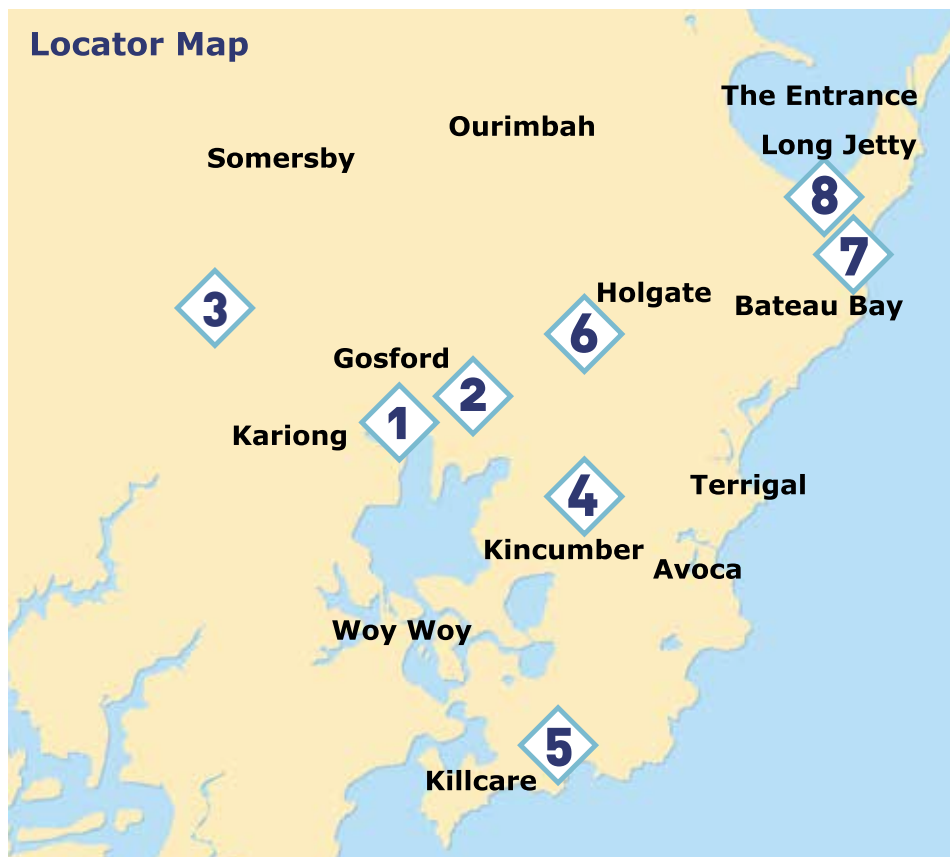 Locator Map
The Entrance
Ourimbah
Long Jetty
Somersby
8
7
Holgate
Bateau Bay
3
6
Gosford
2
1
Kariong
Terrigal
4
Kincumber
Avoca
Woy Woy
5
Killcare